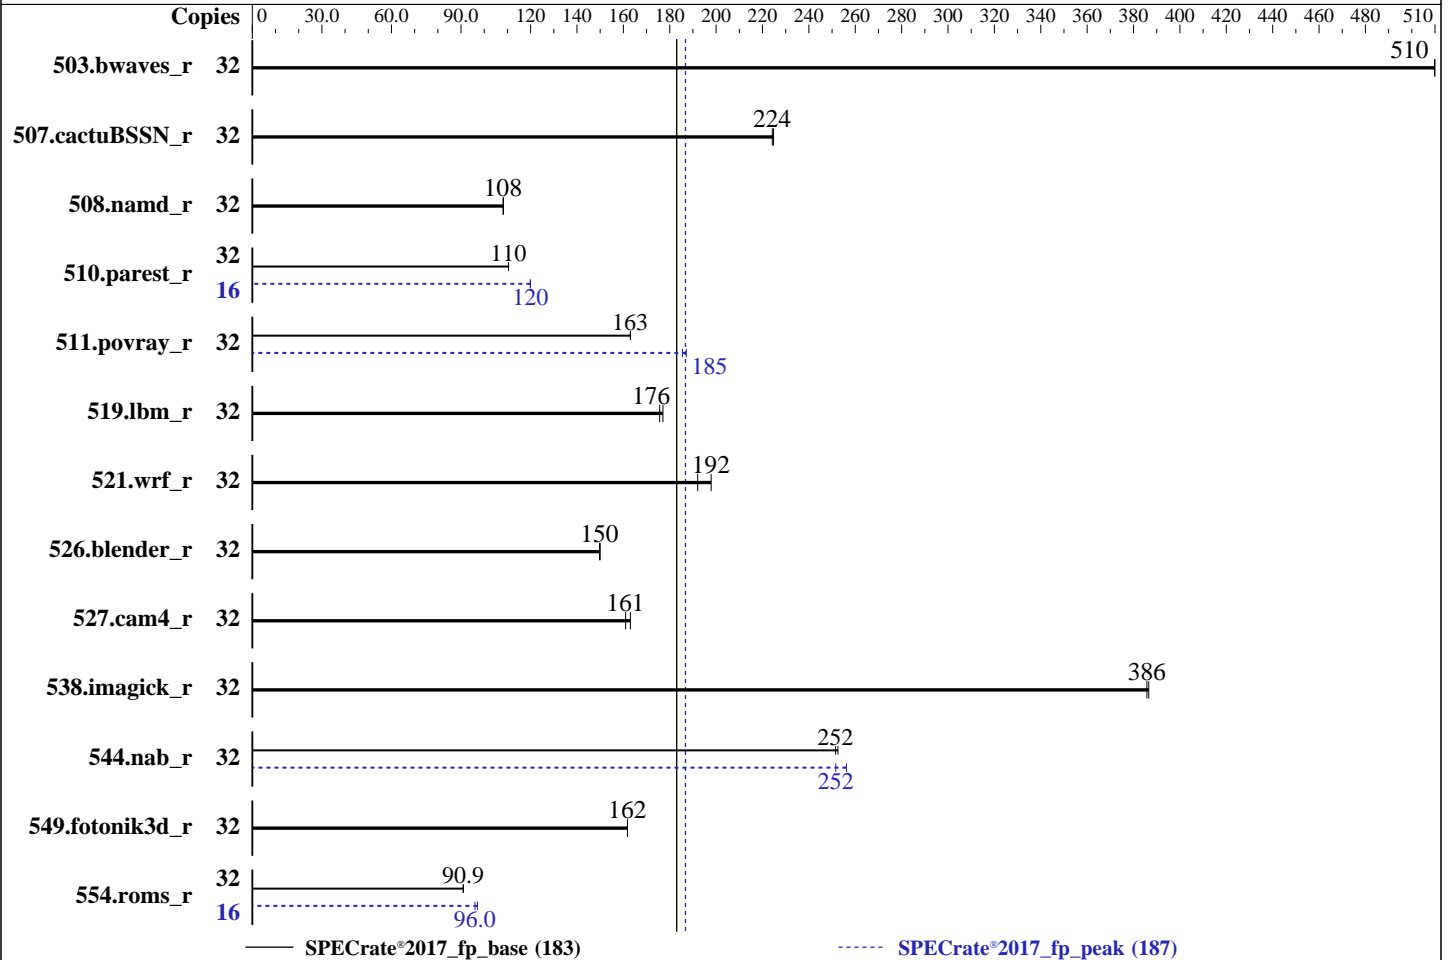 Copies 0 30.0 60.0 90.0 120 140 160 180 200 220 240 260 280 300 320 340 360 380 400 420 440 460 480 510
503.bwaves_r 32 510
507.cactuBSSN_r 32 224
508.namd_r 32 108
510.parest_r 32 110
16 120
511.povray_r 32 163
185
519.lbm_r 32 176
521.wrf_r 32 192
526.blender_r 32 150
527.cam4_r 32 161
538.imagick_r 32 386
544.nab_r 32 252
252
549.fotonik3d_r 32 162
554.roms_r 32 90.9
16 96.0
SPECrate®2017_fp_base (183) SPECrate®2017_fp_peak (187)